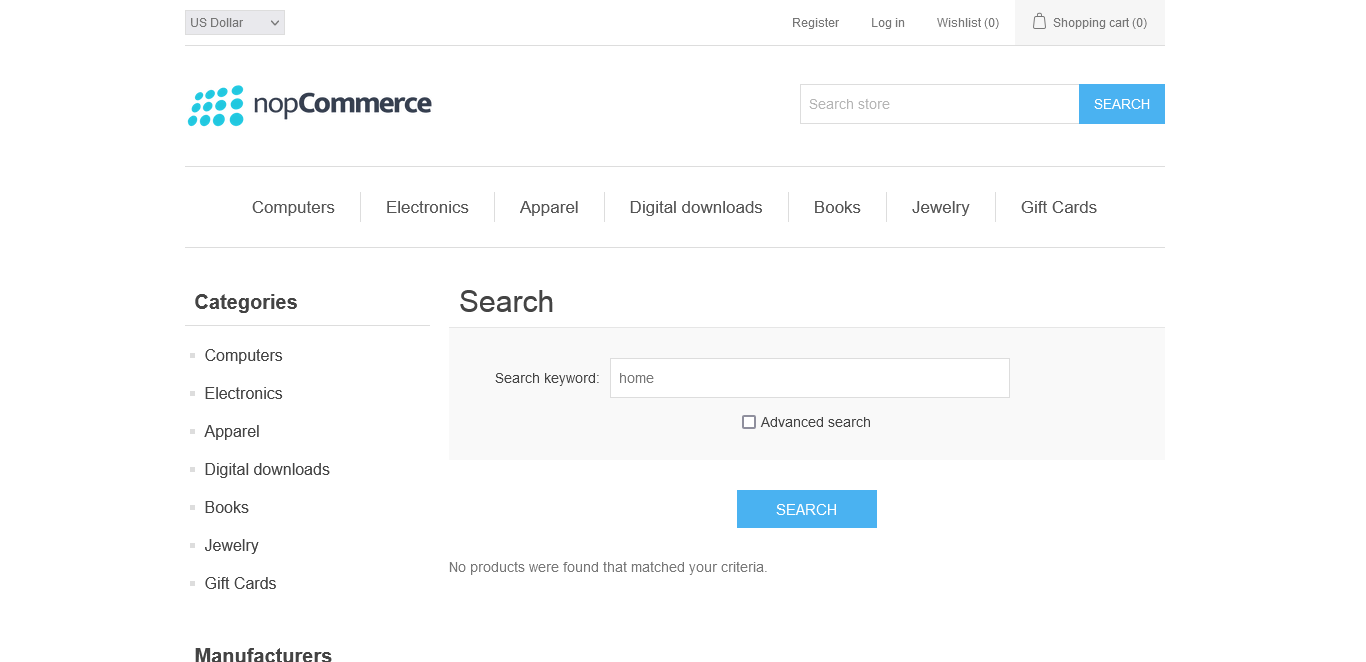 US Dollar
Register
Log in
Wishlist (0)
Shopping cart (0)
nopCommerce
Search store
SEARCH
Computers
Electronics
Apparel
Digital downloads
Books
Jewelry
Gift Cards
Categories
Computers
Electronics
Apparel
Digital downloads
Books
Jewelry
Gift Cards
Manufacturers
Search
Search keyword:
home
Advanced search
SEARCH
No products were found that matched your criteria.